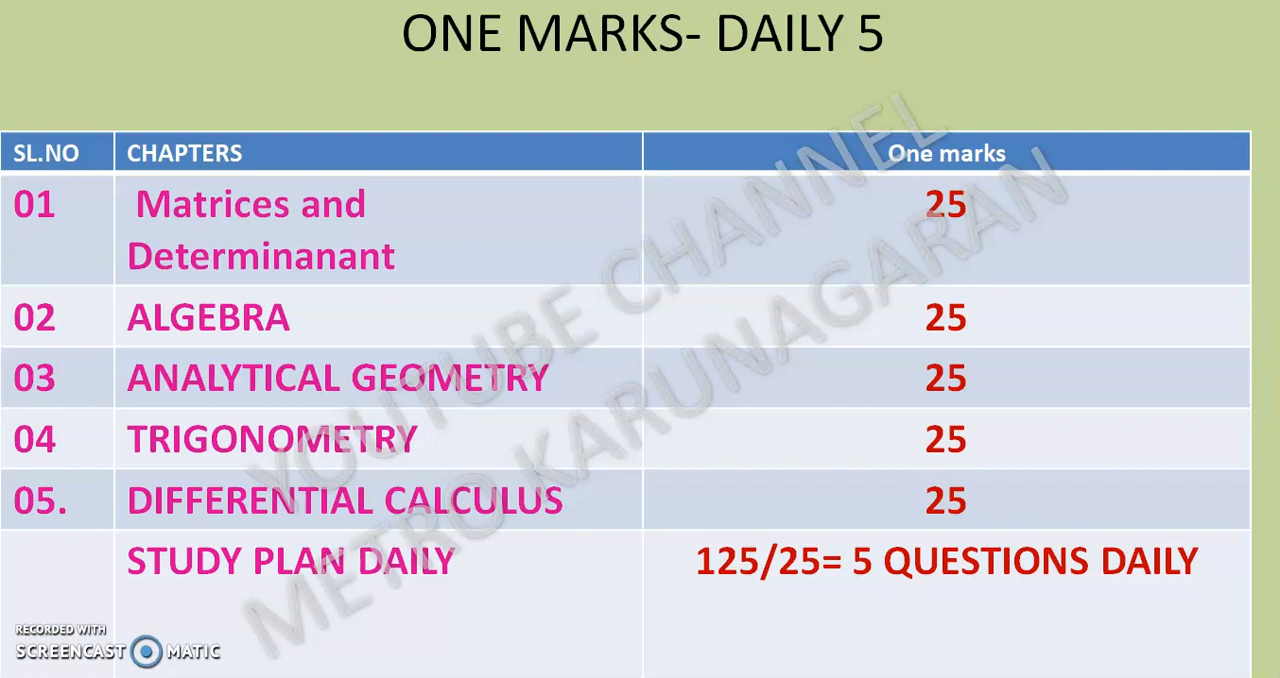 ONE MARKS- DAILY 5
SL.NO CHAPTERS One marks
01 Matrices and 25
Determinanant
02 ALGEBRA 25
03 ANALYTICAL GEOMETRY 25
04 TRIGONOMETRY 25
05. DIFFERENTIAL CALCULUS 25
STUDY PLAN DAILY 125/25= 5 QUESTIONS DAILY
YOUTUBE CHANNEL
METRO KARUNAGARAN
RECORDED WITH
SCREENCAST MATIC